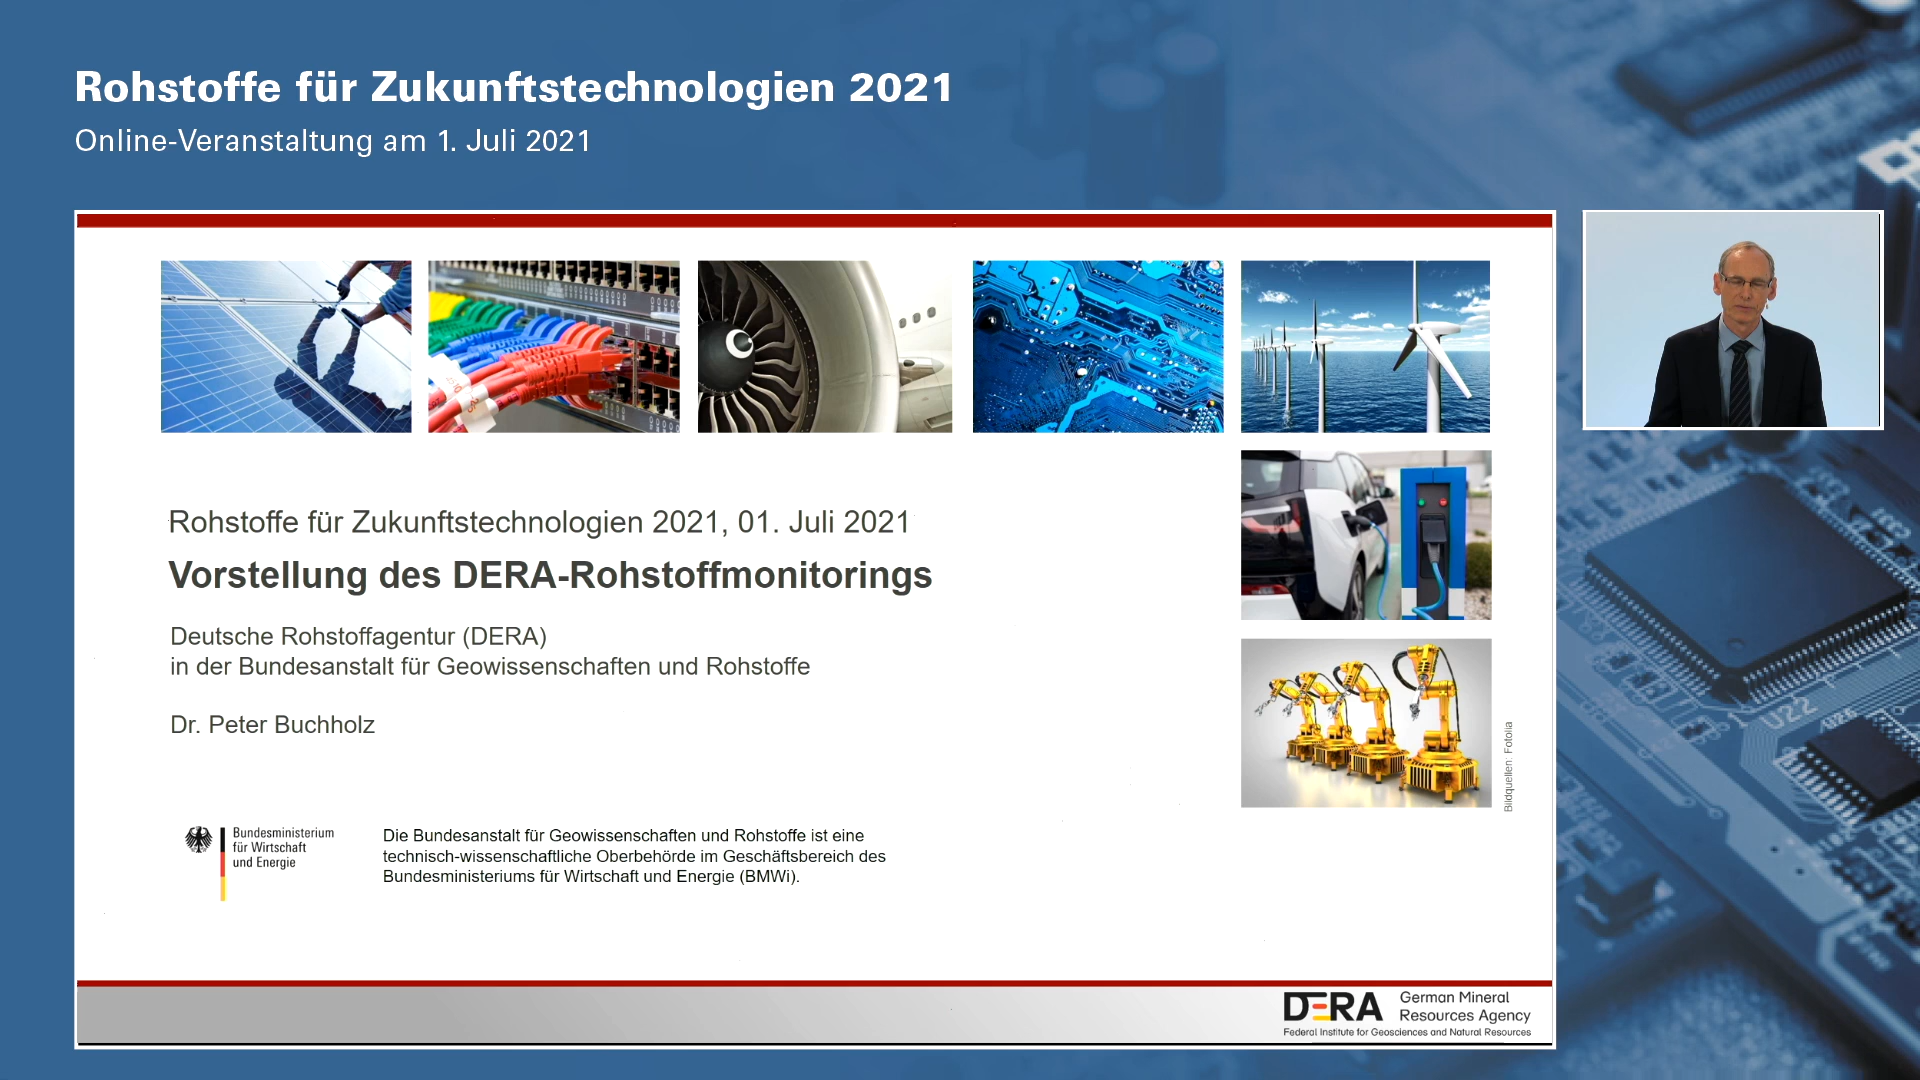 Rohstoffe für Zukunftstechnologien 2021
Online-Veranstaltung am 1. Juli 2021
Rohstoffe für Zukunftstechnologien 2021, 01. Juli 2021
Vorstellung des DERA-Rohstoffmonitorings
Deutsche Rohstoffagentur (DERA)
in der Bundesanstalt für Geowissenschaften und Rohstoffe
Dr. Peter Buchholz
Bildquellen: Fotolia
Bundesministerium
für Wirtschaft
und Energie
Die Bundesanstalt für Geowissenschaften und Rohstoffe ist eine
technisch-wissenschaftliche Oberbehörde im Geschäftsbereich des
Bundesministeriums für Wirtschaft und Energie (BMWi).
DERA
German Mineral
Resources Agency
Federal Institute for Geosciences and Natural Resources
U22